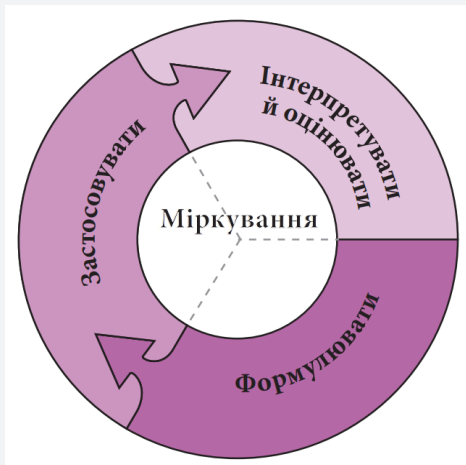 Інтерпретувати
й оцінювати
Застосовувати
Міркування
Формулювати